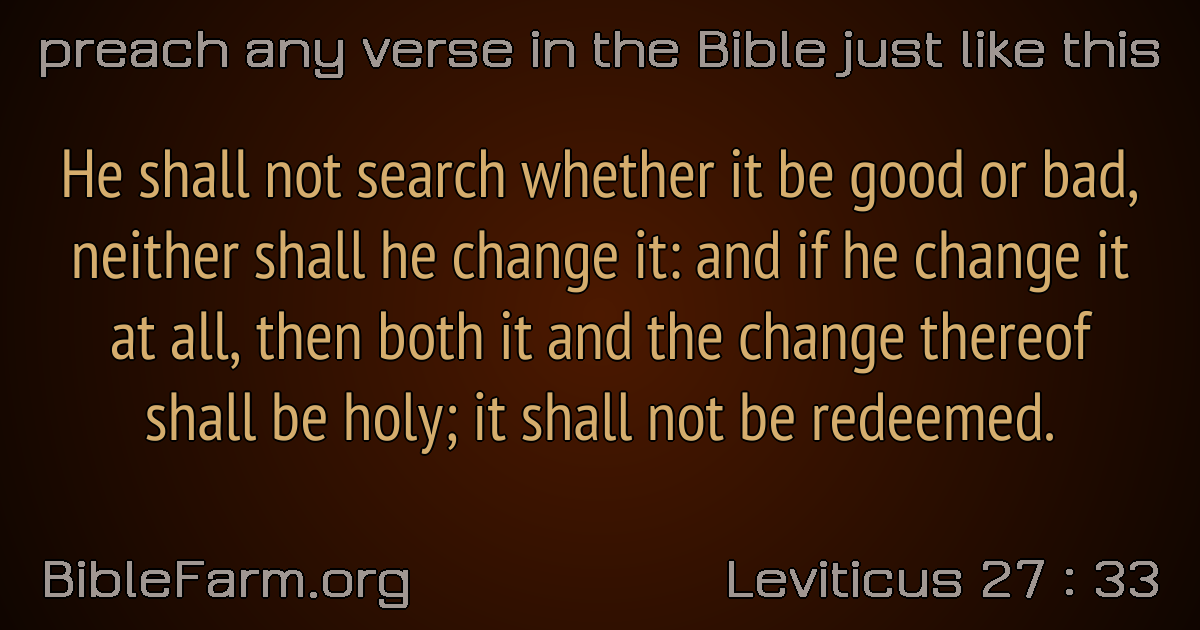 preach any verse in the Bible just like this
He shall not search whether it be good or bad,
neither shall he change it: and if he change it
at all, then both it and the change thereof
shall be holy; it shall not be redeemed.
BibleFarm.org
Leviticus 27 : 33